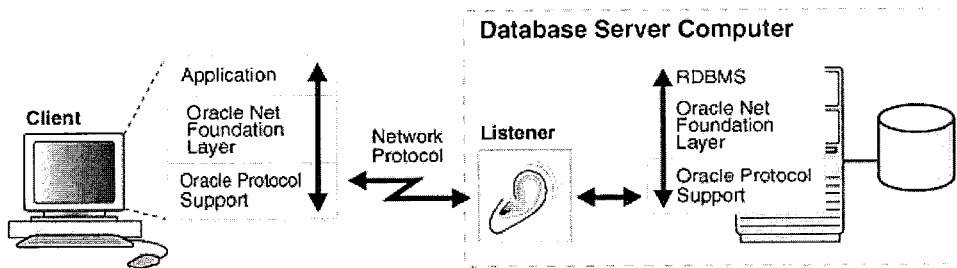 Database Server Computer
Client
Application
Oracle Net
Foundation
Layer
Oracle Protocol
Support
Network
Protocol
Listener
RDBMS
Oracle Net
Foundation
Layer
Oracle Protocol
Support